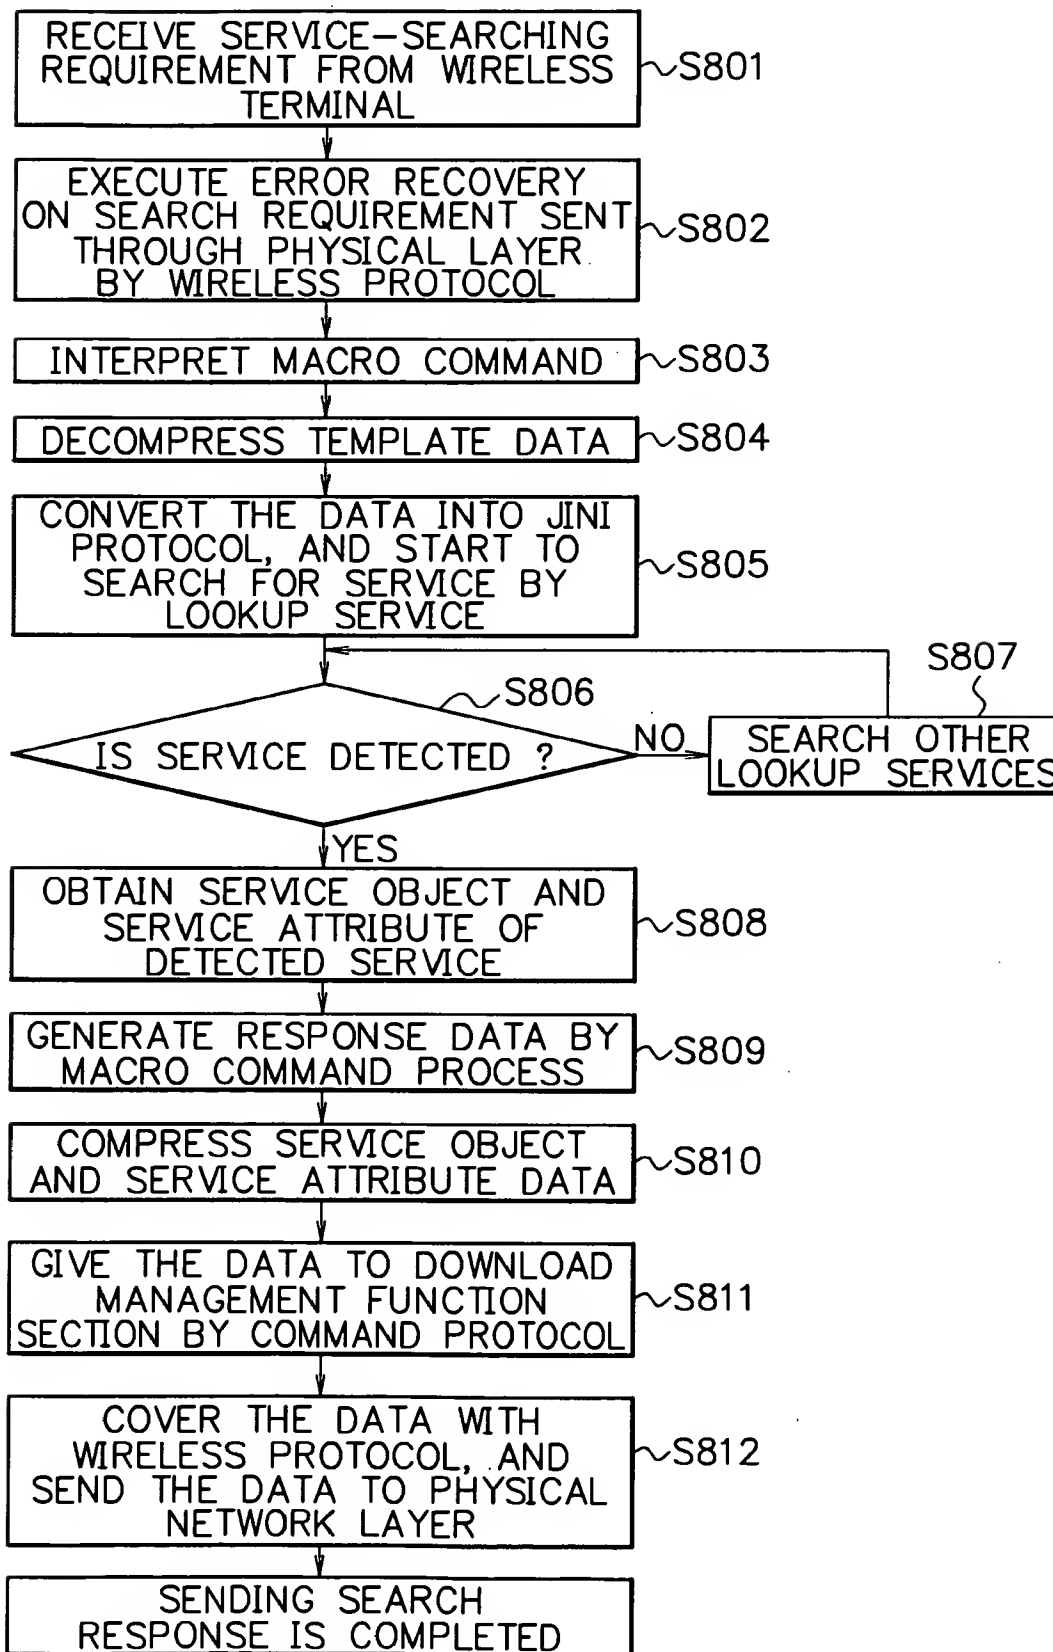 RECEIVE SERVICE-SEARCHING
REQUIREMENT FROM WIRELESS
TERMINAL
S801
EXECUTE ERROR RECOVERY
ON SEARCH REQUIREMENT SENT
THROUGH PHYSICAL LAYER
BY WIRELESS PROTOCOL
S802
INTERPRET MACRO COMMAND
S803
DECOMPRESS TEMPLATE DATA
S804
CONVERT THE DATA INTO JINI
PROTOCOL, AND START TO
SEARCH FOR SERVICE BY
LOOKUP SERVICE
S805
S806
IS SERVICE DETECTED ?
NO
S807
SEARCH OTHER
LOOKUP SERVICES
YES
OBTAIN SERVICE OBJECT AND
SERVICE ATTRIBUTE OF
DETECTED SERVICE
S808
GENERATE RESPONSE DATA BY
MACRO COMMAND PROCESS
S809
COMPRESS SERVICE OBJECT
AND SERVICE ATTRIBUTE DATA
S810
GIVE THE DATA TO DOWNLOAD
MANAGEMENT FUNCTION
SECTION BY COMMAND PROTOCOL
S811
COVER THE DATA WITH
WIRELESS PROTOCOL, AND
SEND THE DATA TO PHYSICAL
NETWORK LAYER
S812
SENDING SEARCH
RESPONSE IS COMPLETED